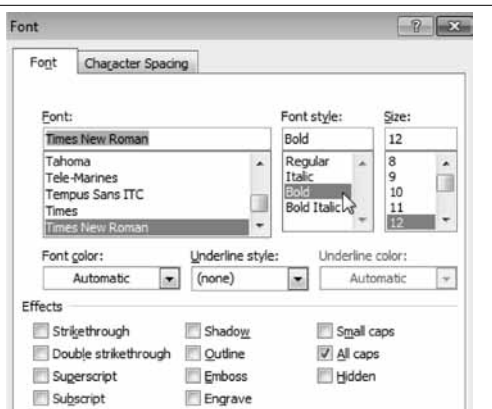 Font
Font Character Spacing
Font: Font style: Size:
Times New Roman Bold 12
Tahoma Regular 8
Tele-Marines Italic 9
Tempus Sans ITC Bold 10
Times Bold Italic 11
Times New Roman 12
Font color: Underline style: Underline color:
Automatic (none) Automatic
Effects
Strikethrough Shadow Small caps
Double strikethrough Outline All caps
Superscript Emboss Hidden
Subscript Engrave